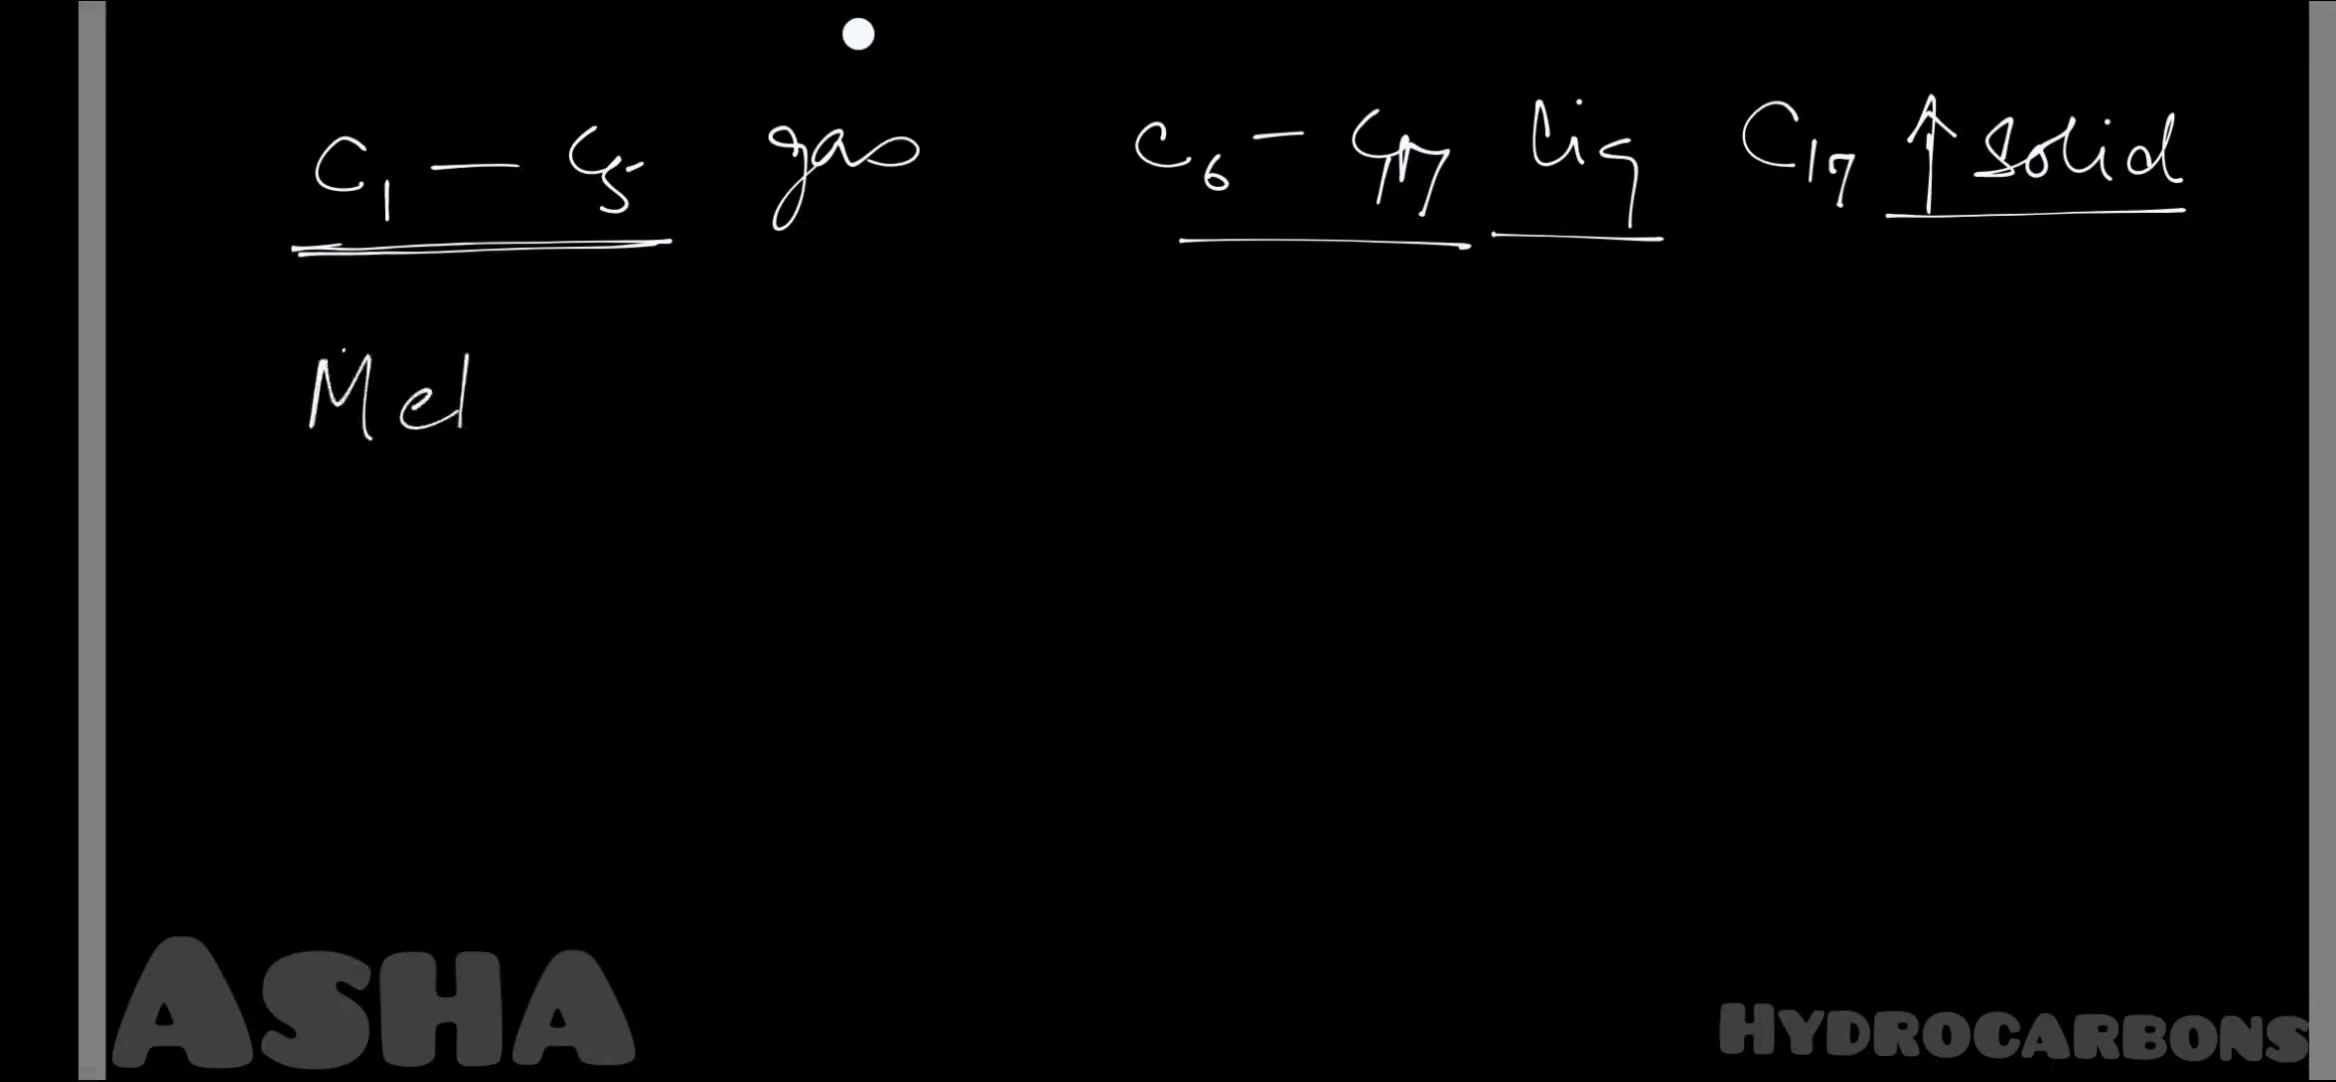 C₁ — C₅ gas C₆ – C₁₇ liq C₁₇ ↑ solid
Mel
ASHA
HYDROCARBONS